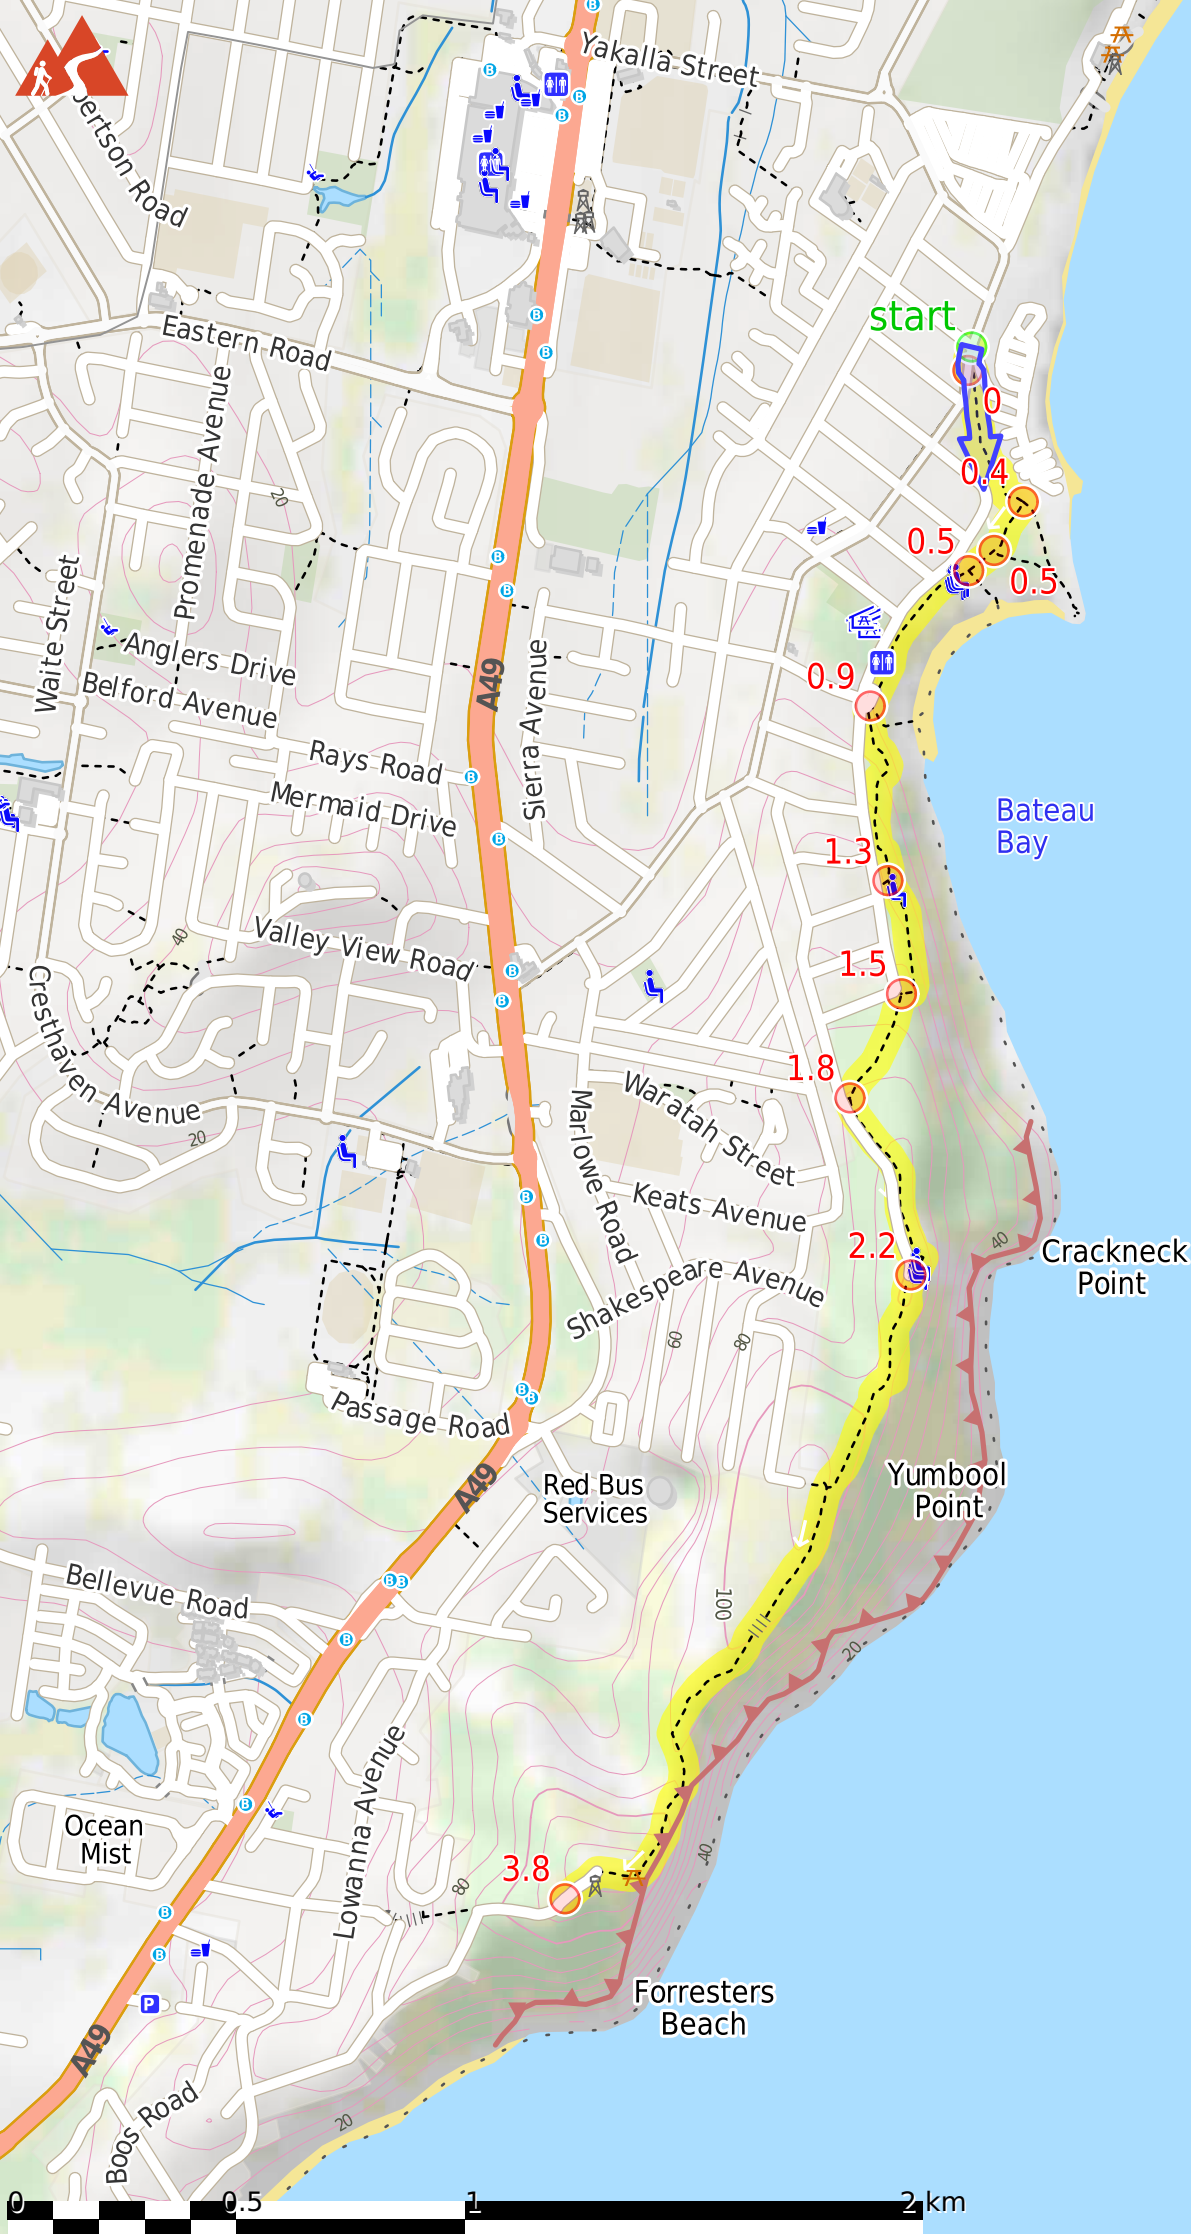 Yakalla Street
ertson Road
start
Eastern Road
0
Promenade Avenue
0.4
20
0.5
0.5
Waite Street
Anglers Drive
Belford Avenue
A49
Sierra Avenue
0.9
Rays Road
Mermaid Drive
Bateau
Bay
1.3
40
Valley View Road
1.5
Cresthaven Avenue
20
1.8
Marlowe Road
Waratah Street
Keats Avenue
2.2
40
Crackneck
Point
Shakespeare Avenue
60
80
Passage Road
A49
Red Bus
Services
Yumbool
Point
Bellevue Road
100
20
Lowanna Avenue
Ocean
Mist
40
3.8
80
P
Forresters
Beach
A49
Boos Road
20
0
0.5
1
2 km